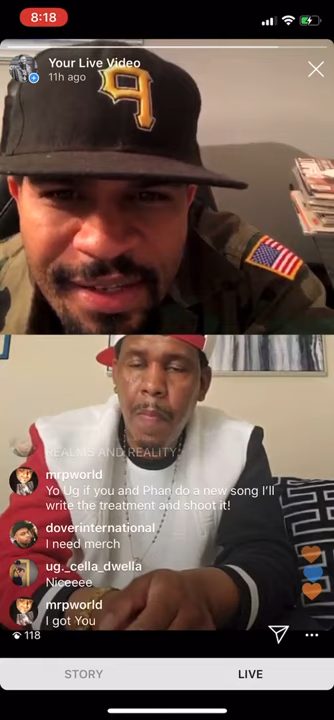 8:18
Your Live Video
11h ago
P
REALMS AND REALITY
mrpworld
Yo Ug if you and Phan do a new song I'll
write the treatment and shoot it!
doverinternational
I need merch
ug._cella_dwella
Niceeee
mrpworld
I got You
118
STORY
LIVE